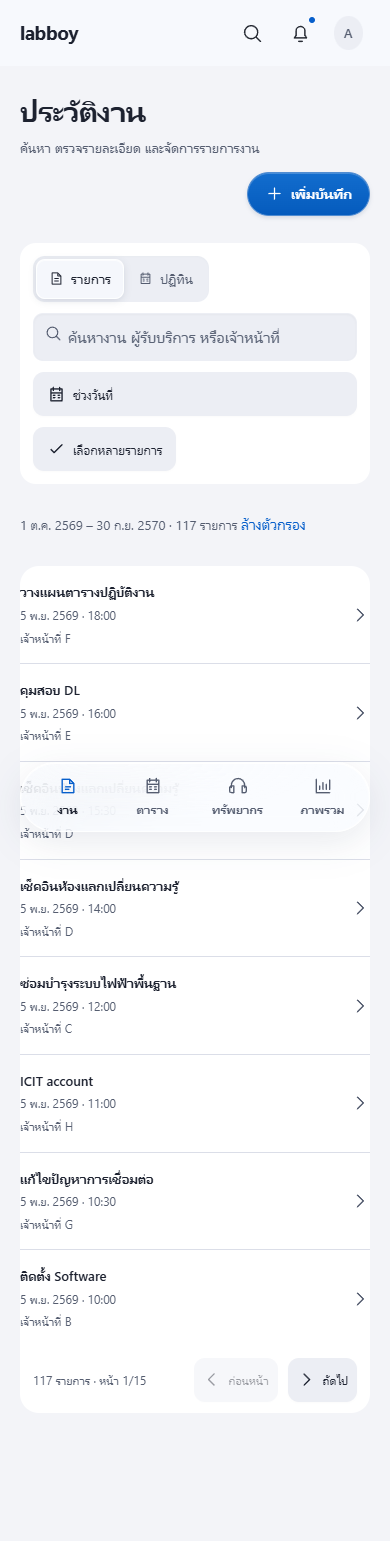 labboy
A
ประวัติงาน
ค้นหา ตรวจรายละเอียด และจัดการรายการงาน
เพิ่มบันทึก
รายการ
ปฏิทิน
ค้นหางาน ผู้รับบริการ หรือเจ้าหน้าที่
ช่วงวันที่
เลือกหลายรายการ
1 ต.ค. 2569 – 30 ก.ย. 2570 · 117 รายการ ล้างตัวกรอง
วางแผนตารางปฏิบัติงาน
5 พ.ย. 2569 · 18:00
เจ้าหน้าที่ F
คุมสอบ DL
5 พ.ย. 2569 · 16:00
เจ้าหน้าที่ E
งาน
ตาราง
ทรัพยากร
ภาพรวม
เจ้าหน้าที่ D
เช็คอินห้องแลกเปลี่ยนความรู้
5 พ.ย. 2569 · 14:00
เจ้าหน้าที่ D
ซ่อมบำรุงระบบไฟฟ้าพื้นฐาน
5 พ.ย. 2569 · 12:00
เจ้าหน้าที่ C
ICIT account
5 พ.ย. 2569 · 11:00
เจ้าหน้าที่ H
แก้ไขปัญหาการเชื่อมต่อ
5 พ.ย. 2569 · 10:30
เจ้าหน้าที่ G
ติดตั้ง Software
5 พ.ย. 2569 · 10:00
เจ้าหน้าที่ B
117 รายการ · หน้า 1/15
ก่อนหน้า
ถัดไป